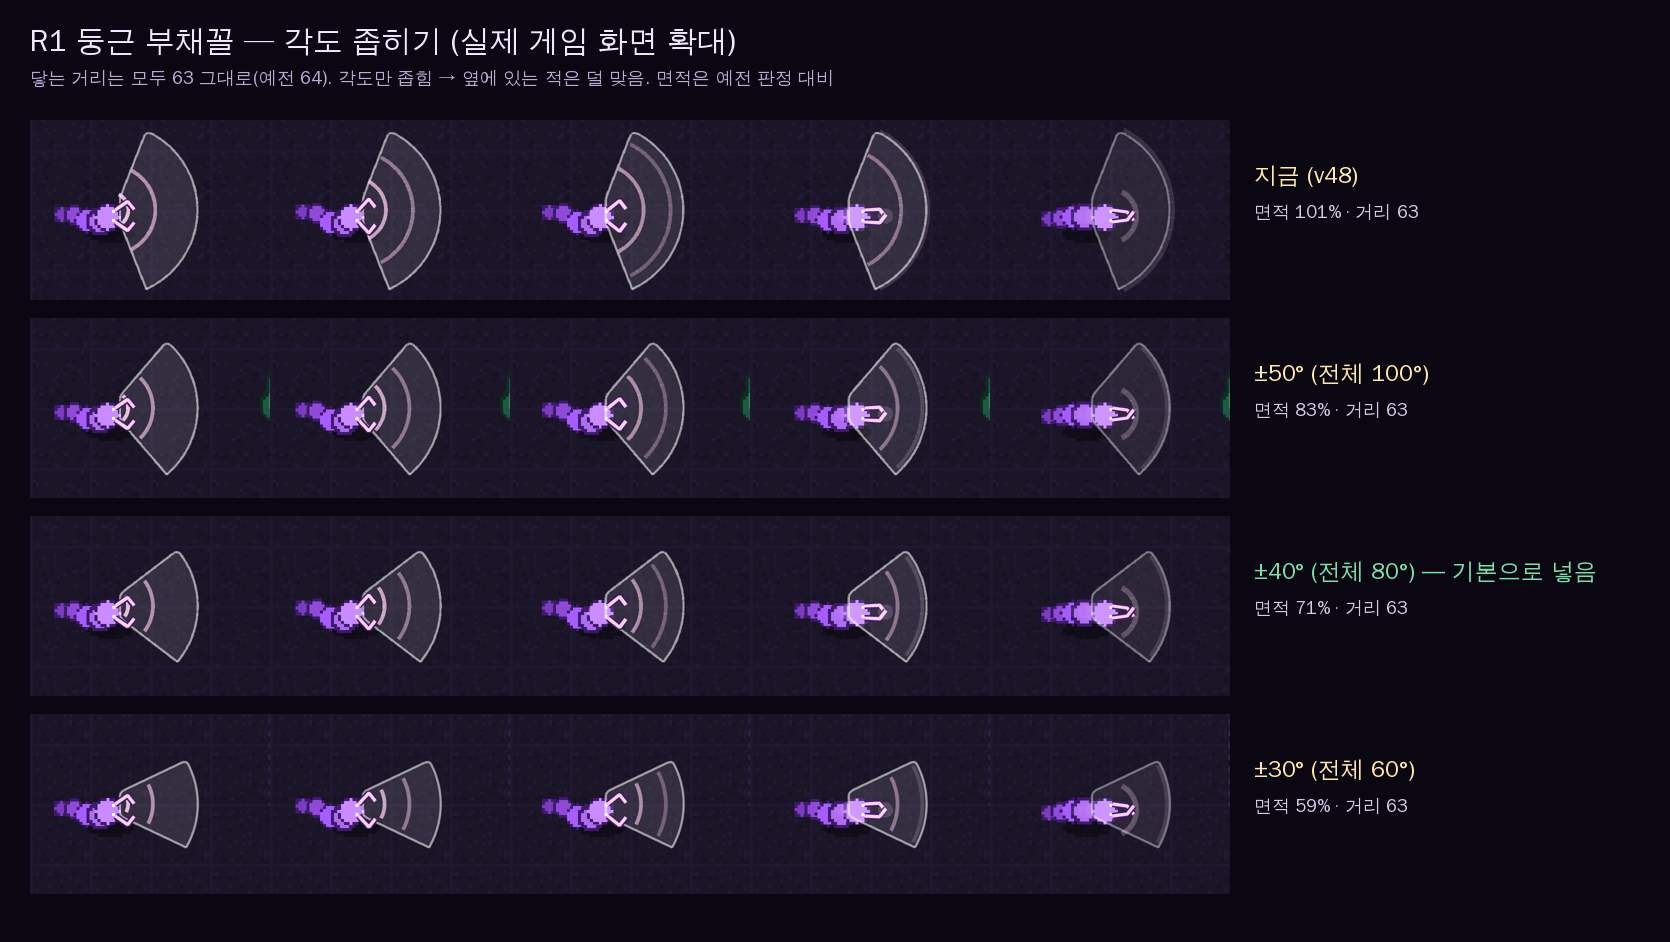 R1 둥근 부채꼴 — 각도 좁히기 (실제 게임 화면 확대)
닿는 거리는 모두 63 그대로(예전 64). 각도만 좁힘 → 옆에 있는 적은 덜 맞음. 면적은 예전 판정 대비
지금 (v48)
면적 101% · 거리 63
±50° (전체 100°)
면적 83% · 거리 63
±40° (전체 80°) — 기본으로 넣음
면적 71% · 거리 63
±30° (전체 60°)
면적 59% · 거리 63